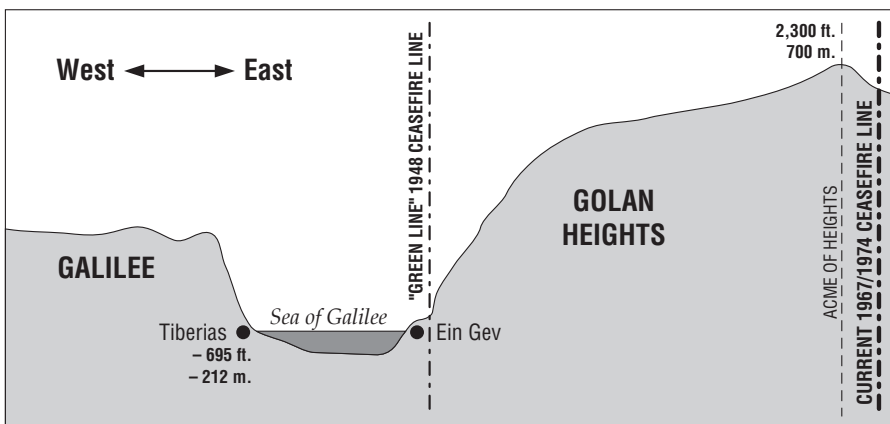 West East
"GREEN LINE" 1948 CEASEFIRE LINE
2,300 ft.
700 m.
GALILEE
GOLAN
HEIGHTS
ACME OF HEIGHTS
CURRENT 1967/1974 CEASEFIRE LINE
Sea of Galilee
Tiberias
– 695 ft.
– 212 m.
Ein Gev